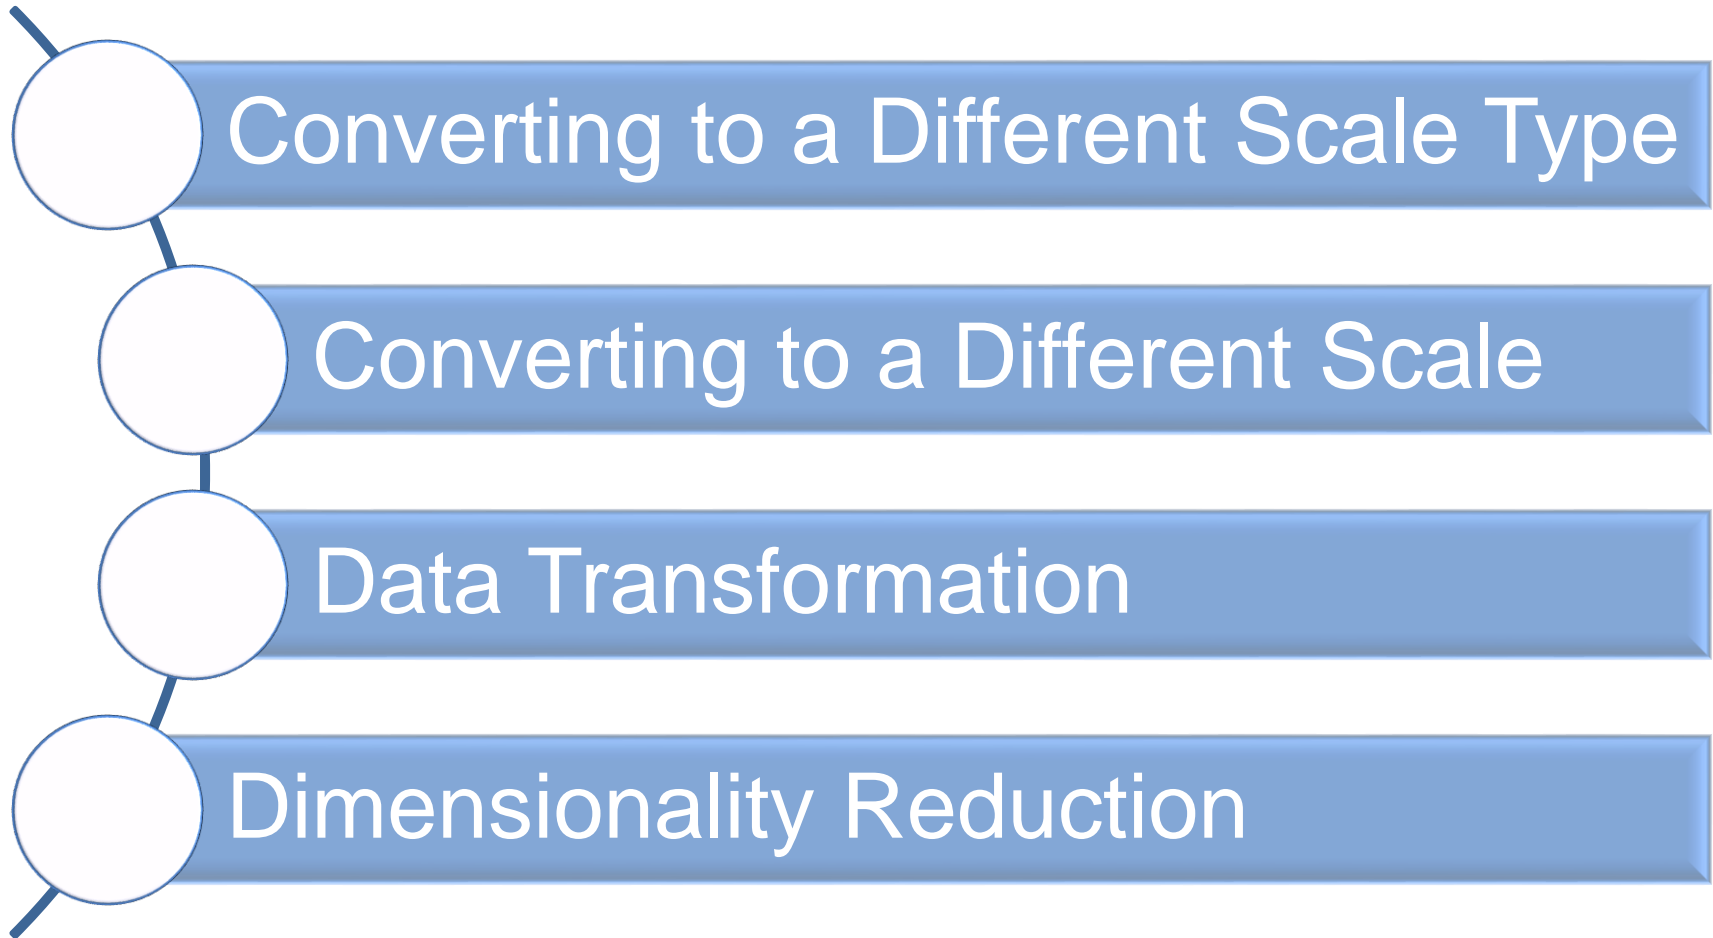 Converting to a Different Scale Type
Converting to a Different Scale
Data Transformation
Dimensionality Reduction